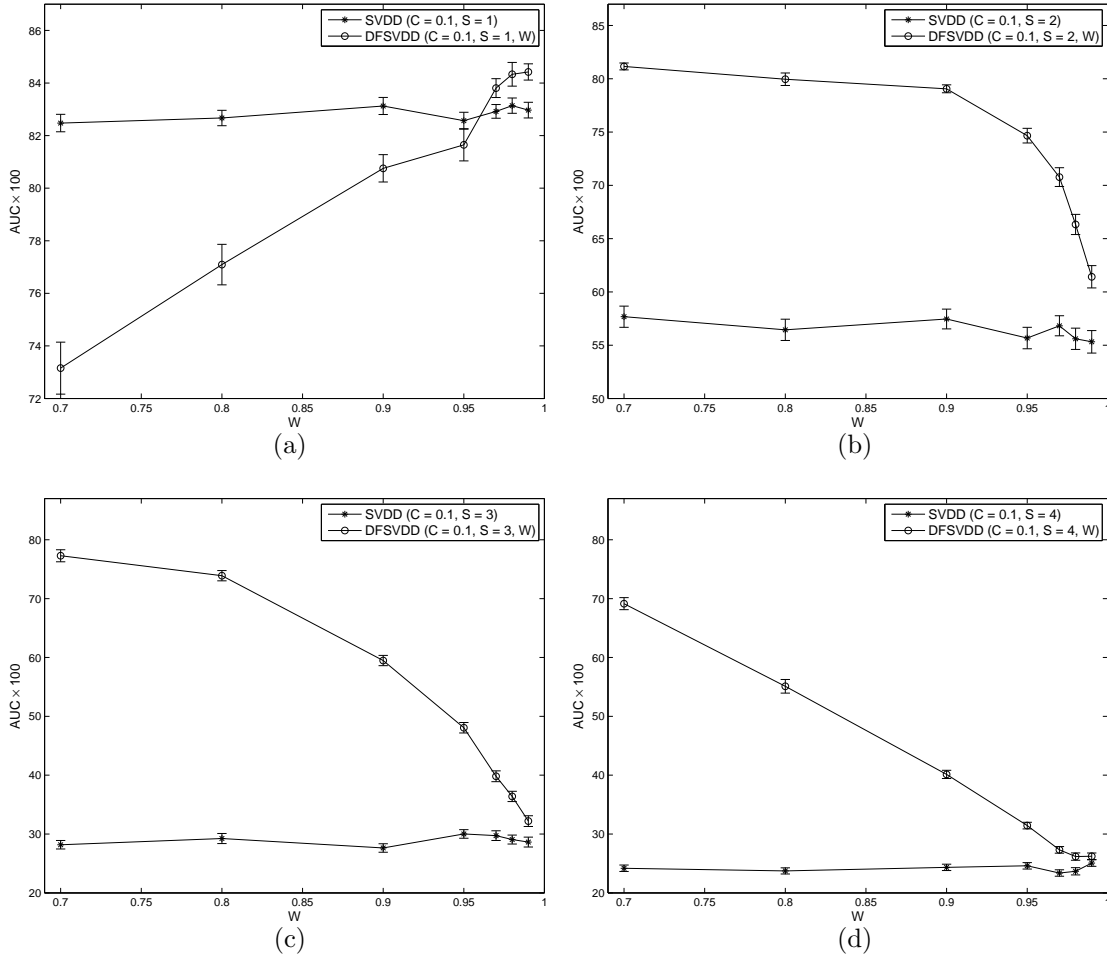 86
84
82
80
78
76
74
72
AUC × 100
0.7 0.75 0.8 0.85 0.9 0.95 1
W
SVDD (C = 0.1, S = 1)
DFSVDD (C = 0.1, S = 1, W)
(a)
85
80
75
70
65
60
55
50
AUC × 100
0.7 0.75 0.8 0.85 0.9 0.95 1
W
SVDD (C = 0.1, S = 2)
DFSVDD (C = 0.1, S = 2, W)
(b)
80
70
60
50
40
30
20
AUC × 100
0.7 0.75 0.8 0.85 0.9 0.95 1
W
SVDD (C = 0.1, S = 3)
DFSVDD (C = 0.1, S = 3, W)
(c)
80
70
60
50
40
30
20
AUC × 100
0.7 0.75 0.8 0.85 0.9 0.95 1
W
SVDD (C = 0.1, S = 4)
DFSVDD (C = 0.1, S = 4, W)
(d)